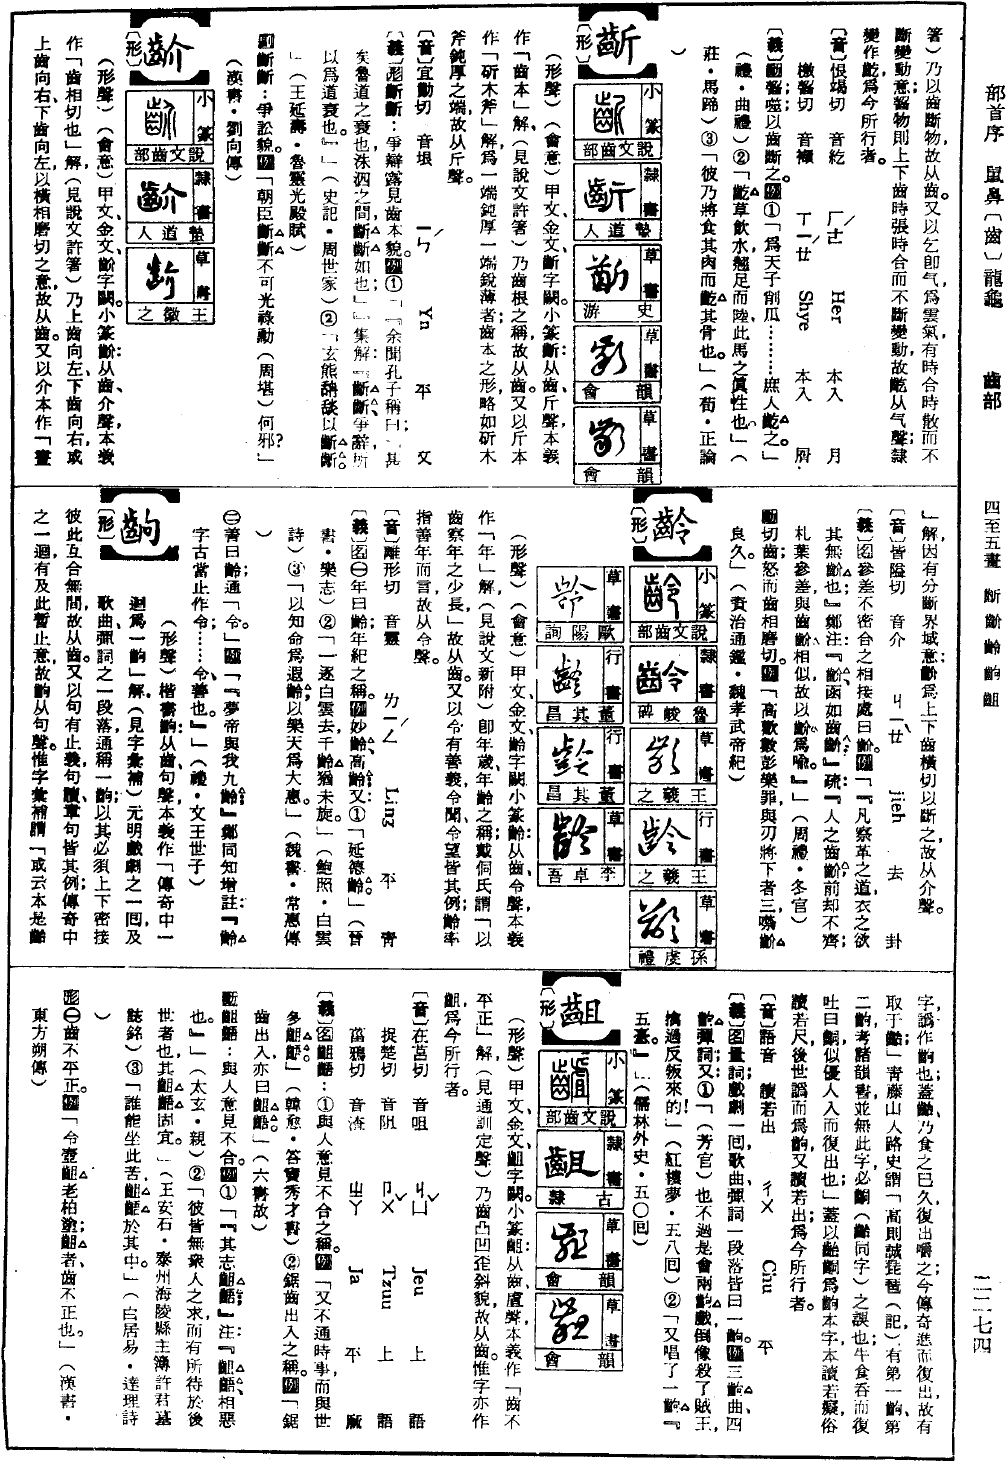 部首序 鼠鼻〔齒〕龍龜 齒部 四至五畫 齗齘齡齣齟 二一七四
箸）乃以齒斷物，故从齒。又以乞卽气，爲雲氣，有時合時散而不
斷變動意；齧物則上下齒時張時合而不斷變動，故齕从气聲；隸
變作齕，爲今所行者。
〔音〕恨竭切 音紇 ㄏㄜˊ Her 本入 月
檄齧切 音纈 ㄒㄧㄝˊ Shye 本入 屑
〔義〕動齧噬以齒斷之。例①「爲天子削瓜………庶人齕之。」
（禮・曲禮）②「齕草飲水，翹足而陸，此馬之眞性也。」（
莊・馬蹄）③「彼乃將食其肉而齕其骨也。」（荀・正論
）
齗
〔形〕
小篆 說文齒部
隸書 蟄道人
草書 史游
草書 韻會
草書 韻會
（形聲）（會意）甲文、金文齗字闕。小篆齗：从齒、斤聲，本義
作「齒本」解，（見說文許箸）乃齒根之稱，故从齒。又以斤本
作「斫木斧」解，爲一端鈍厚一端銳薄者；齒本之形略如斫木
斧鈍厚之端，故从斤聲。
〔音〕宜勤切 音垠 ㄧㄣˊ Yn 平 文
〔義〕形齗齗：爭辯露見齒本貌。例①「『余聞孔子稱曰：『其
矣魯道之衰也，洙泗之間，齗齗如也。』」集解「齗齗，爭辭，所
以爲道衰也。』」（史記・周世家）②「玄熊舑舕以齗齗。
」（王延壽・魯靈光殿賦）
副齗齗：爭訟貌。例「朝臣齗齗不可光祿勳（周堪）何邪？」
（漢書・劉向傳）
齘
〔形〕
小篆 說文齒部
隸書 蟄道人
草書 王徽之
（形聲）（會意）甲文、金文齘字闕。小篆齘：从齒、介聲，本義
作「齒相切也」解（見說文許箸）乃上齒向左，下齒向右，或
上齒向右，下齒向左，以橫相磨切之意，故从齒。又以介本作「畫
」解，因有分斷界域意；齘爲上下齒橫切以斷之，故从介聲。
〔音〕皆隘切 音介 ㄐㄧㄝˋ jieh 去 卦
〔義〕名參差不密合之相接處曰齘。例「『凡察革之道，衣之欲
其無齘也。』鄭注：『齘，函如齒齘。』疏：『人之齒齘，前却不齊；
札葉參差與齒齘相似，故以齘爲喩。』」（周禮・冬官）
動切齒；怒而齒相磨切。例「高歡數彭樂罪，與刃將下者三，噤齘
良久。」（資治通鑑・魏孝武帝紀）
齡
〔形〕
小篆 說文齒部
隸書 魯峻碑
草書 王羲之
行書 王羲之
草書 孫虔禮
草書 歐陽詢
行書 董其昌
行書 董其昌
草書 李卓吾
（形聲）（會意）甲文、金文齡字闕。小篆齡：从齒、令聲，本義
作「年」解，（見說文新附）卽年歲、年齡之稱；戴侗氏謂「以
齒察年之少長，」故从齒。又以令有善義，令聞令望皆其例；齡率
指善年而言，故从令聲。
〔音〕離形切 音靈 ㄌㄧㄥˊ Ling 平 靑
〔義〕名㊀年曰齡；年紀之稱。例妙齡、高齡又：①「延德齡。」（晉
書・樂志）②「一逐白雲去，千齡猶未旋。」（鮑照・白雲
詩）③「以知命爲遐齡，以樂天爲大惠。」（魏書・常惠傳
）
㊁善曰齡；通「令」。例「『夢帝與我九齡。』鄭同知增註：『齡
字古當止作令……令，善也。』」（禮・文王世子）
齣
〔形〕
（形聲）楷書齣：从齒、句聲，本義作「傳奇中一
迴爲一齣」解。（見字彙補）元明戲劇之一回，及
歌曲彈詞之一段落通稱一齣；以其必須上下密接
彼此互合無間，故从齒。又以句有止義，句讀章句皆其例；傳奇中
之一迴有及此暫止意，故齣从句聲。惟字彙補謂「或云本是齝
字，譌作齣也。蓋齝乃食之已久，復出嚼之；今傳奇進而復出，故有
取于齝。」靑藤山人路史謂「高則誠琵琶（記）有第一齣、第
二齣，考諸韻書，並無此字，必齝（齝同字）之誤也；牛食吞而復
吐曰齝，似優人入而復出也。」蓋以齝齝爲齣本字，本讀若癡，俗
讀若尺，後世譌而爲齣，又讀若出，爲今所行者。
〔音〕語音 讀若出 ㄔㄨ Chu 平
〔義〕名量詞；戲劇一回，歌曲、彈詞一段落皆曰一齣。例三齣曲、四
齣彈詞又：①「（芳官）也不過是會兩齣戲，倒像殺了賊王，
擒過反叛來的！」（紅樓夢・五八回）②「又唱了一齣『
五臺。』」（儒林外史・五〇回）
齟
〔形〕
小篆 說文齒部
隸書 古隸
草書 韻會
草書 韻會
（形聲）甲文、金文齟字闕。小篆齟：从齒、虘聲，本義作「齒不
平正」解，（見通訓定聲）乃齒凸凹歪斜貌，故从齒。惟字亦作
齟，爲今所行者。
〔音〕在莒切 音咀 ㄐㄩˇ Jeu 上 語
捉楚切 音阻 ㄗㄨˇ Tzuu 上 語
葘鴉切 音渣 ㄓㄚ Ja 平 麻
〔義〕名齟齬：①與人意見不合之稱。例「又不通時事，而與世
多齟齬。」（韓愈・答竇秀才書）②鋸齒出入之稱。例「鋸
齒出入，亦曰齟齬。」（六書故）
動齟齬：與人意見不合。例①「『其志齟齬。』注：『齟齬，相惡
也。』」（太玄・親）②「彼皆無衆人之求，而有所待於後
世者也，其齟齬固宜。」（王安石・泰州海陵縣主簿許君墓
誌銘）③「誰能坐此苦，齟齬於其中。」（白居易・達理詩
）
形㊀齒不平正。例「令壺齟，老柏塗；齟者，齒不正也。」（漢書・
東方朔傳）